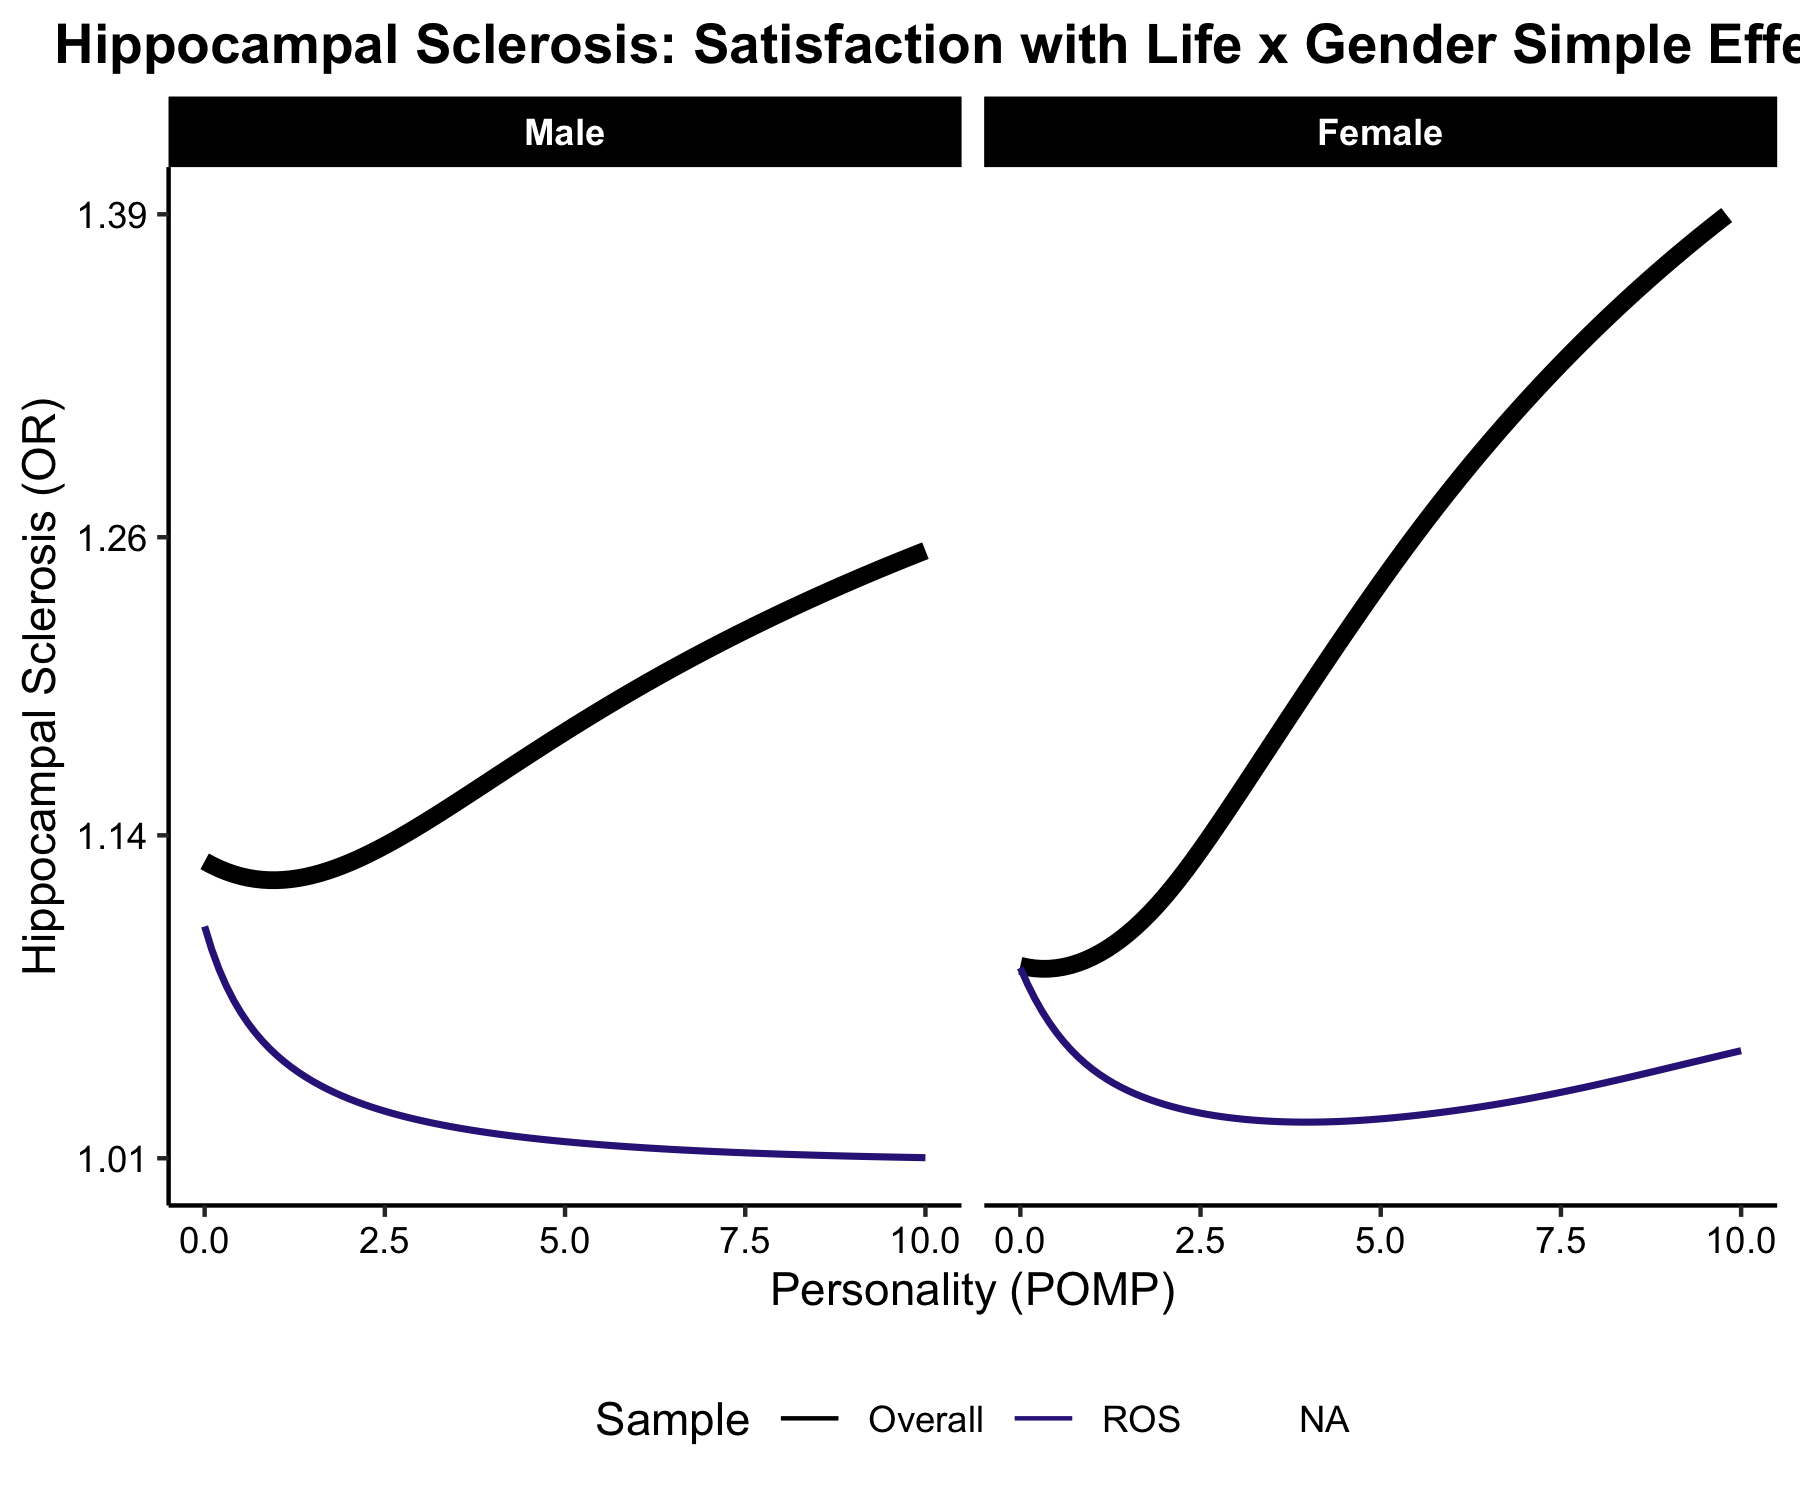 Hippocampal Sclerosis: Satisfaction with Life x Gender Simple Effe
Male Female
Hippocampal Sclerosis (OR)
1.39
1.26
1.14
1.01
0.0 2.5 5.0 7.5 10.0 0.0 2.5 5.0 7.5 10.0
Personality (POMP)
Sample Overall ROS NA